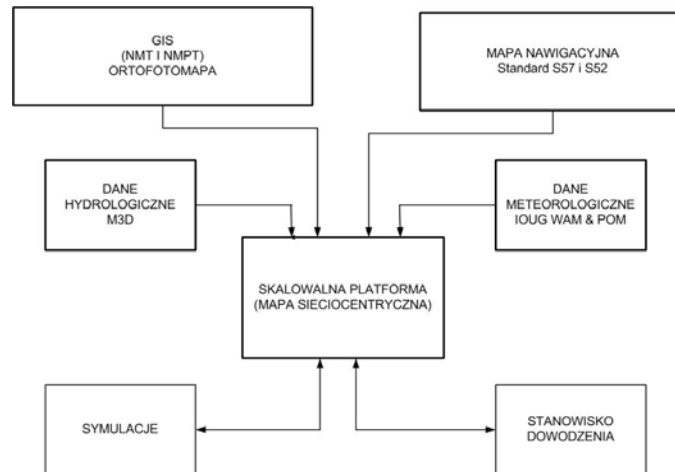 GIS
(NMT I NMPT)
ORTOFOTOMAPA
MAPA NAWIGACYJNA
Standard S57 i S52
DANE
HYDROLOGICZNE
M3D
DANE
METEOROLOGICZNE
IOUG WAM & POM
SKALOWALNA PLATFORMA
(MAPA SIECIOCENTRYCZNA)
SYMULACJE
STANOWISKO
DOWODZENIA